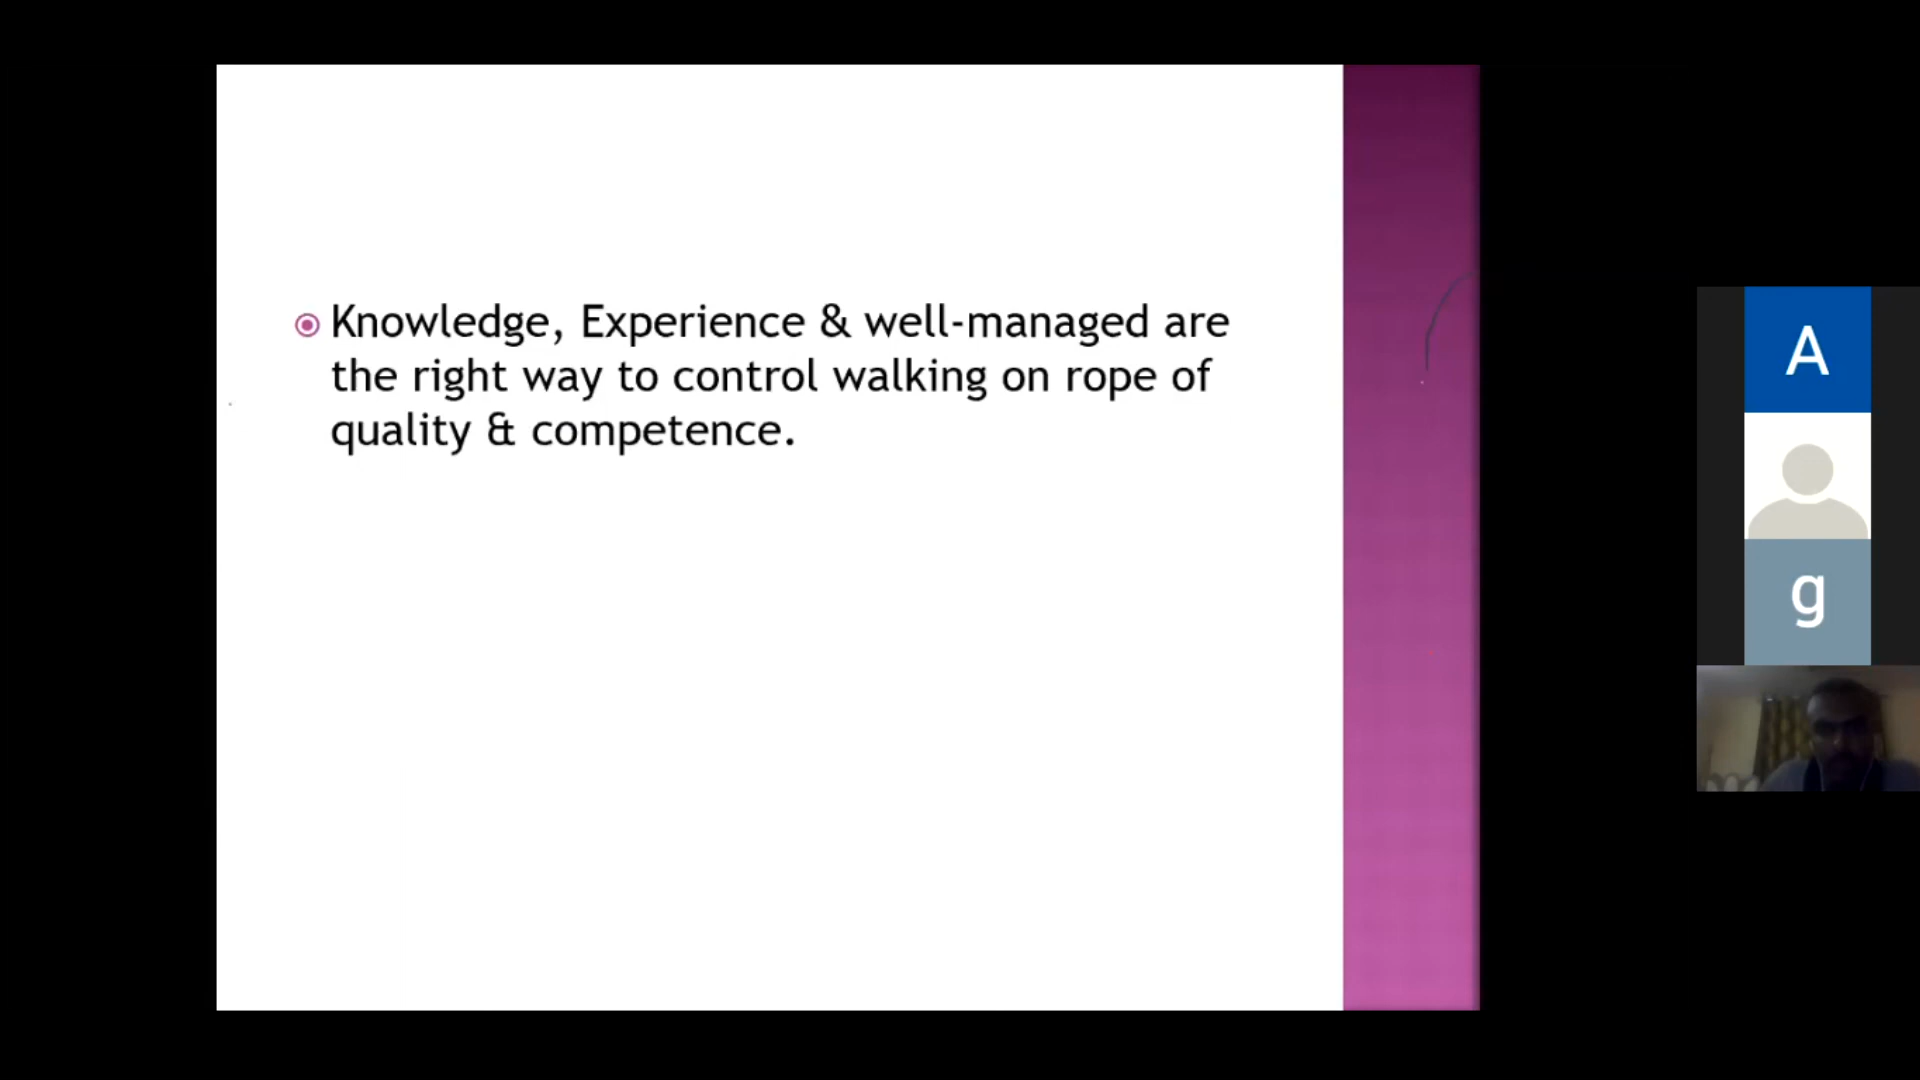 Knowledge, Experience & well-managed are
the right way to control walking on rope of
quality & competence.
A
g